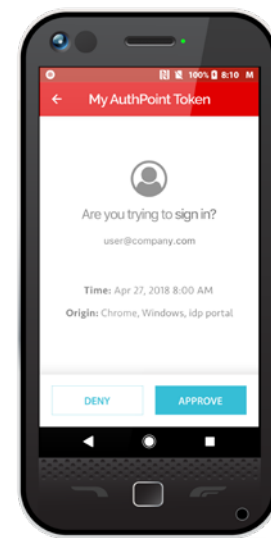 100% 8:10 M
My AuthPoint Token
Are you trying to sign in?
user@company.com
Time: Apr 27, 2018 8:00 AM
Origin: Chrome, Windows, idp portal
DENY APPROVE